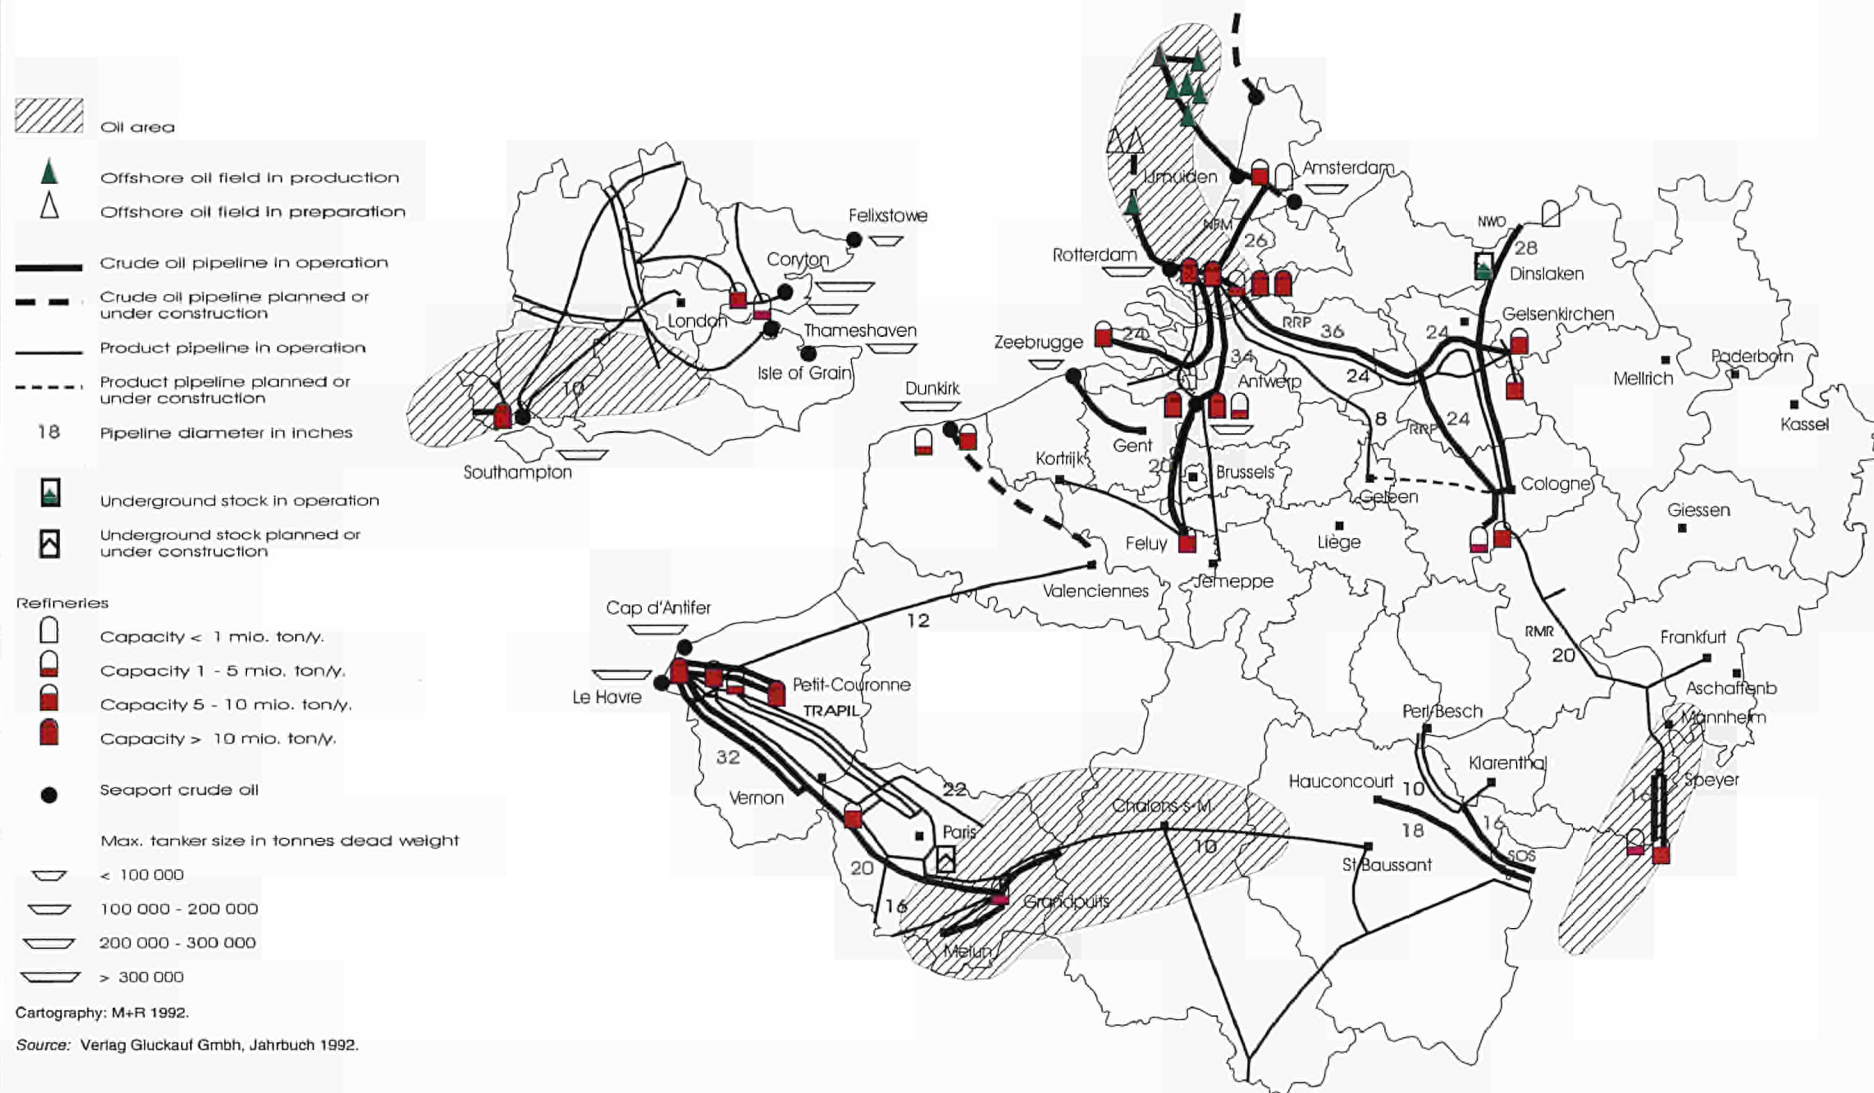 Oil area
Offshore oil field in production
Offshore oil field in preparation
Crude oil pipeline in operation
Crude oil pipeline planned or
under construction
Product pipeline in operation
Product pipeline planned or
under construction
18 Pipeline diameter in inches
Underground stock in operation
Underground stock planned or
under construction
Refineries
Capacity < 1 mio. ton/y.
Capacity 1 - 5 mio. ton/y.
Capacity 5 - 10 mio. ton/y.
Capacity > 10 mio. ton/y.
Seaport crude oil
Max. tanker size in tonnes dead weight
< 100 000
100 000 - 200 000
200 000 - 300 000
> 300 000
Cartography: M+R 1992.
Source: Verlag Gluckauf Gmbh, Jahrbuch 1992.
Felixstowe
Coryton
London
Thameshaven
Isle of Grain
10
Southampton
Amsterdam
IJmuiden
NPM
26
Rotterdam
NWO
28
Dinslaken
Gelsenkirchen
RRP
36
24
24
Zeebrugge
34
24
Antwerp
8
RRP
24
Mellrich
Paderborn
Kassel
Dunkirk
Gent
Kortrijk
20
Brussels
Geleen
Cologne
Giessen
Feluy
Liège
Jemeppe
Valenciennes
12
RMR
20
Frankfurt
Aschaffenb
Mannheim
Speyer
Cap d'Antifer
Le Havre
Petit-Couronne
TRAPIL
32
Vernon
22
Paris
20
16
Melun
Grandpuits
Chalons-s-M
10
St Baussant
Perl-Besch
Klarenthal
Hauconcourt
10
18
16
SOS